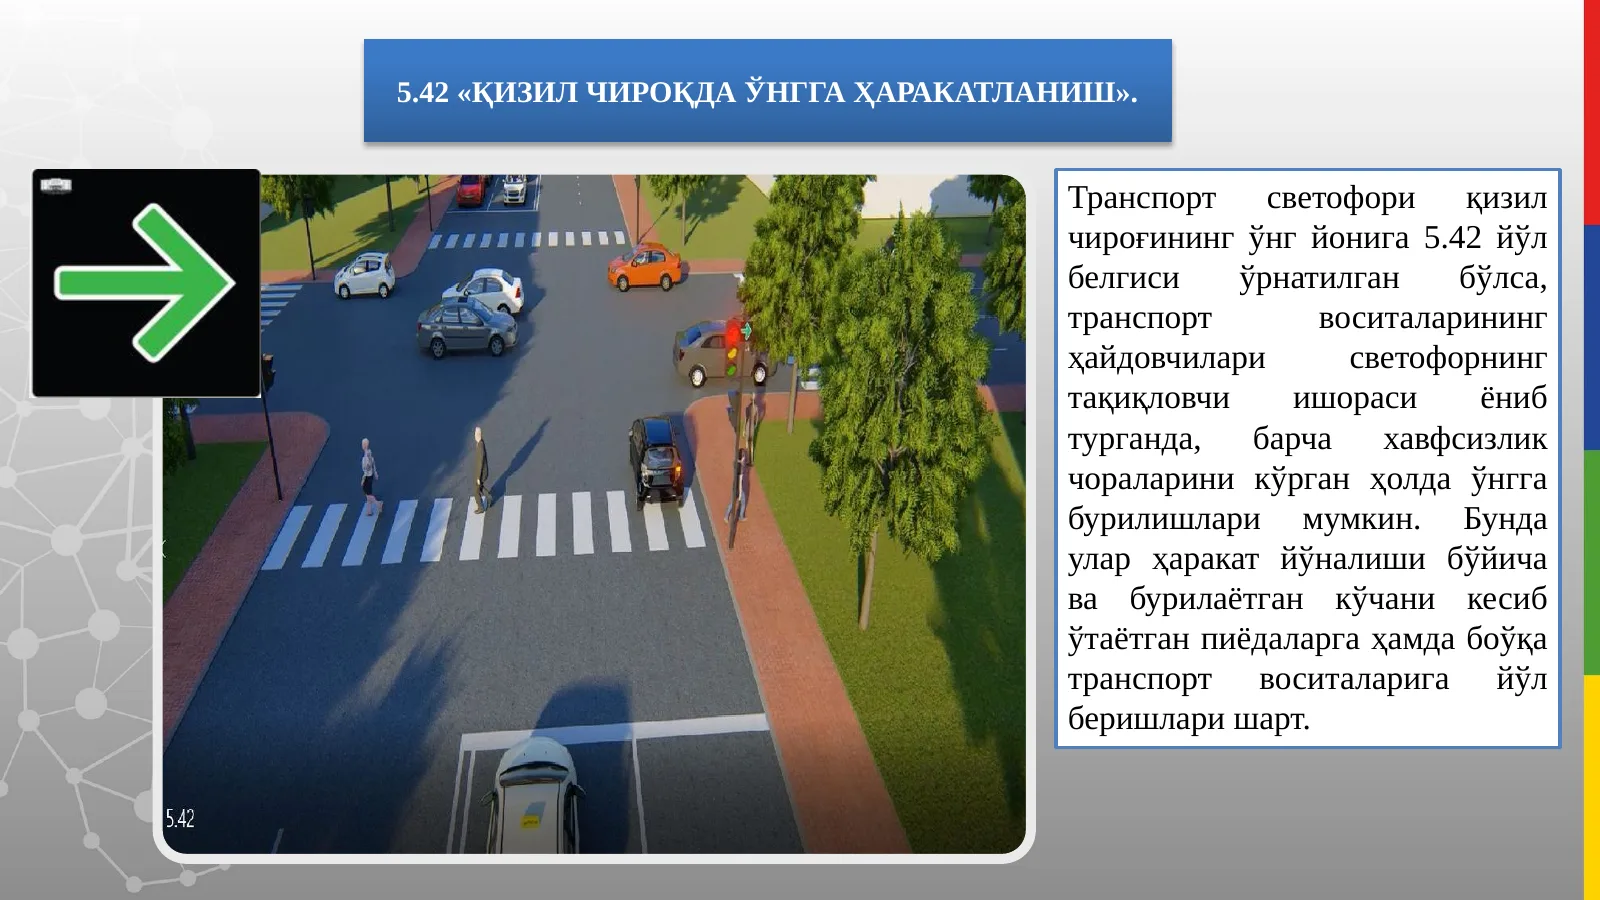 5.42 «ҚИЗИЛ ЧИРОҚДА ЎНГГА ҲАРАКАТЛАНИШ».
Транспорт светофори қизил
чироғининг ўнг йонига 5.42 йўл
белгиси ўрнатилган бўлса,
транспорт воситаларининг
ҳайдовчилари светофорнинг
тақиқловчи ишораси ёниб
турганда, барча хавфсизлик
чораларини кўрган ҳолда ўнгга
бурилишлари мумкин. Бунда
улар ҳаракат йўналиши бўйича
ва бурилаётган кўчани кесиб
ўтаётган пиёдаларга ҳамда боўқа
транспорт воситаларига йўл
беришлари шарт.
5.42